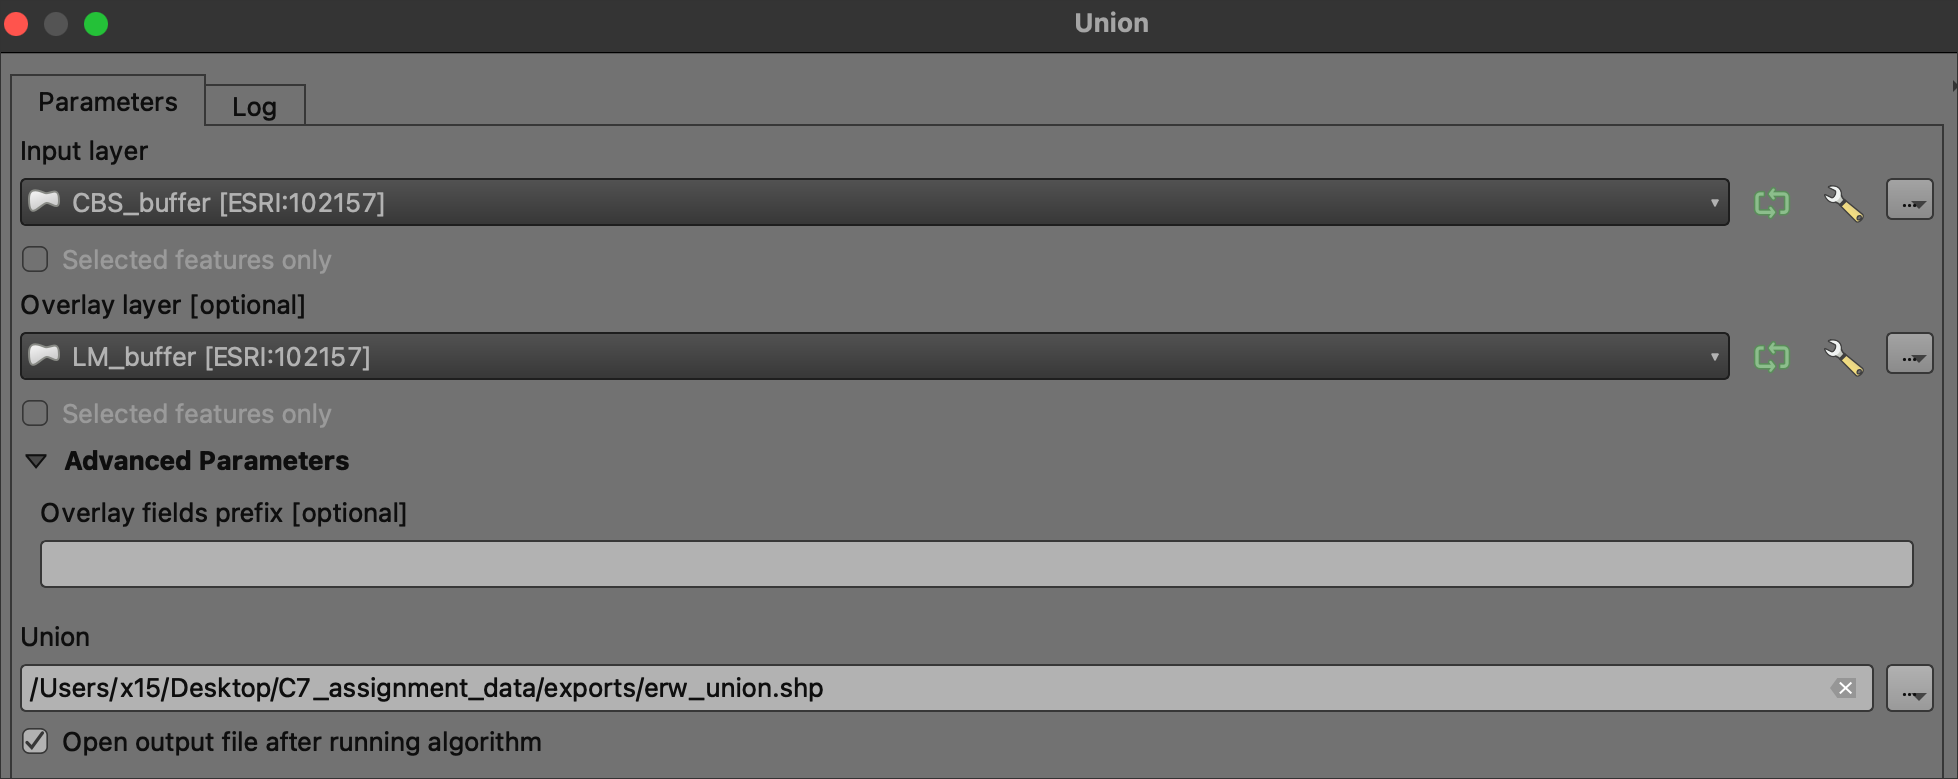 Union
Parameters
Log
Input layer
CBS_buffer [ESRI:102157]
...
Selected features only
Overlay layer [optional]
LM_buffer [ESRI:102157]
...
Selected features only
Advanced Parameters
Overlay fields prefix [optional]
Union
/Users/x15/Desktop/C7_assignment_data/exports/erw_union.shp
...
Open output file after running algorithm